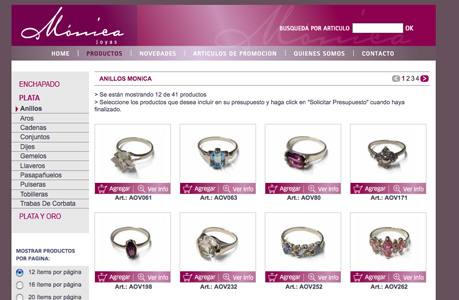 Mónica
joyas
BUSQUEDA POR ARTICULO OK
HOME PRODUCTOS NOVEDADES ARTICULOS DE PROMOCION QUIENES SOMOS CONTACTO
ENCHAPADO
PLATA
Anillos
Aros
Cadenas
Conjuntos
Dijes
Gemelos
Llaveros
Pasapañuelos
Pulseras
Tobilleras
Trabas De Corbata
PLATA Y ORO
MOSTRAR PRODUCTOS
POR PAGINA:
12 ítems por página
16 ítems por página
20 ítems por página
ANILLOS MONICA 1 2 3 4
> Se están mostrando 12 de 41 productos
> Seleccione los productos que desea incluir en su presupuesto y haga click en "Solicitar Presupuesto" cuando haya
finalizado.
Agregar Ver info Agregar Ver info Agregar Ver info Agregar Ver info
Art.: AOV061 Art.: AOV063 Art.: AOV80 Art.: AOV171
Agregar Ver info Agregar Ver info Agregar Ver info Agregar Ver info
Art.: AOV198 Art.: AOV232 Art.: AOV252 Art.: AOV262